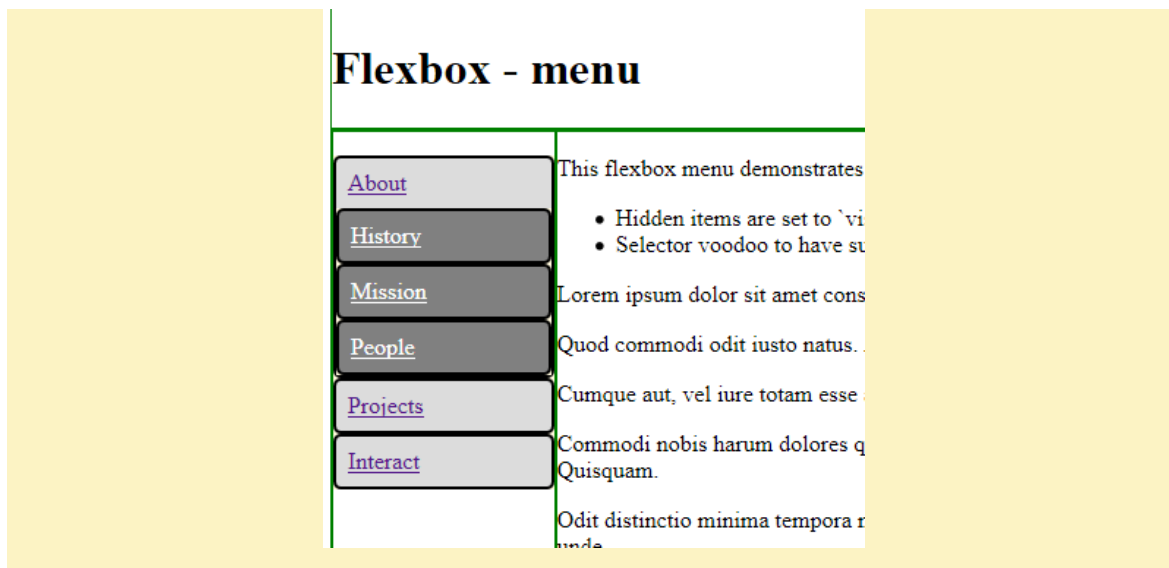 Flexbox - menu
About
History
Mission
People
Projects
Interact
This flexbox menu demonstrates
Hidden items are set to `vi
Selector voodoo to have su
Lorem ipsum dolor sit amet cons
Quod commodi odit iusto natus.
Cumque aut, vel iure totam esse
Commodi nobis harum dolores q
Quisquam.
Odit distinctio minima tempora
unde